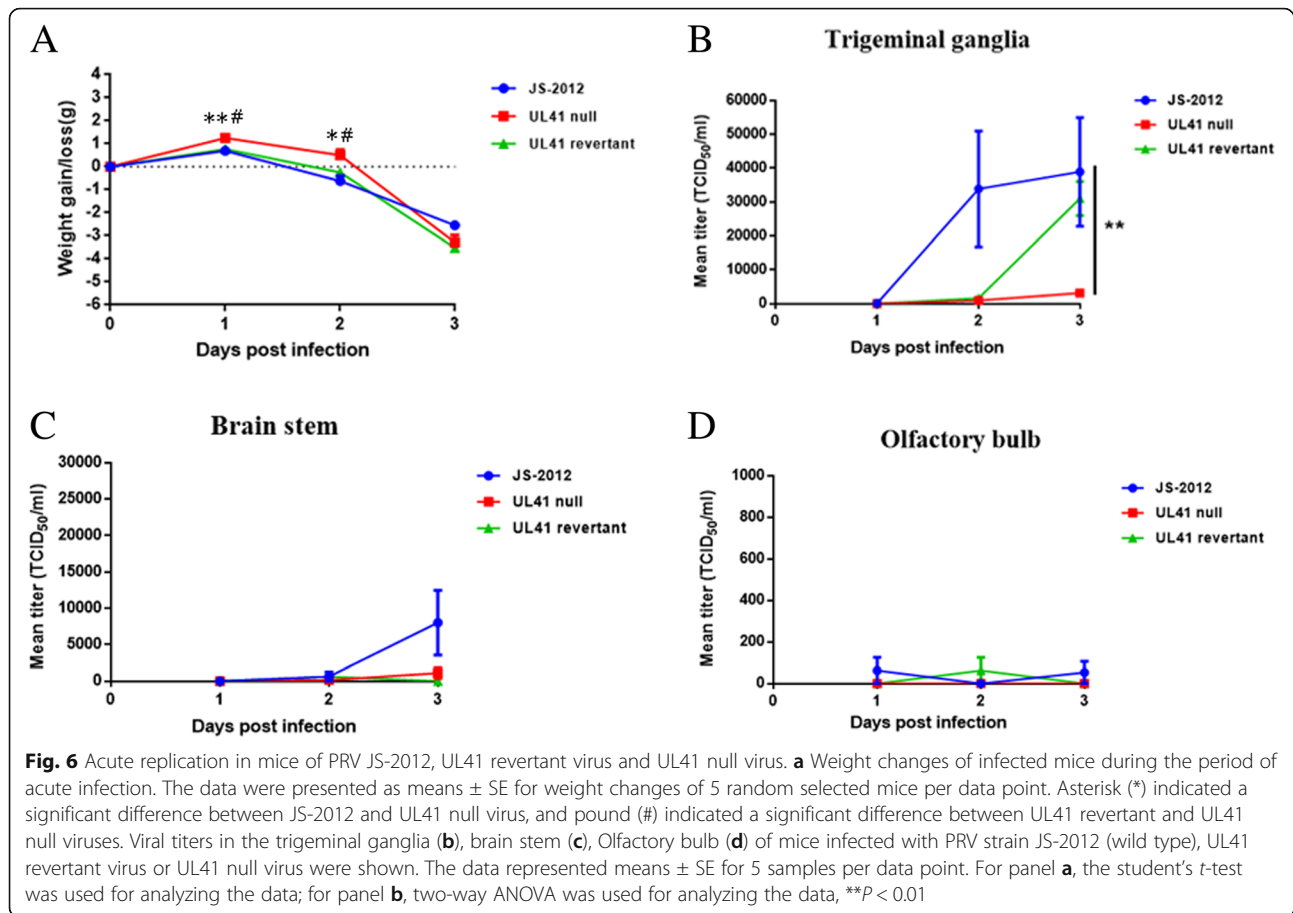 A
4
3
2
1
0
-1
-2
-3
-4
-5
-6
Weight gain/loss(g)
**#
*#
0 1 2 3
Days post infection
JS-2012
UL41 null
UL41 revertant
B
Trigeminal ganglia
60000
50000
40000
30000
20000
10000
0
Mean titer (TCID50/ml)
**
0 1 2 3
Days post infection
JS-2012
UL41 null
UL41 revertant
C
Brain stem
30000
25000
20000
15000
10000
5000
0
Mean titer (TCID50/ml)
0 1 2 3
Days post infection
JS-2012
UL41 null
UL41 revertant
D
Olfactory bulb
1000
800
600
400
200
0
Mean titer (TCID50/ml)
0 1 2 3
Days post infection
JS-2012
UL41 null
UL41 revertant
Fig. 6 Acute replication in mice of PRV JS-2012, UL41 revertant virus and UL41 null virus. a Weight changes of infected mice during the period of
acute infection. The data were presented as means ± SE for weight changes of 5 random selected mice per data point. Asterisk (*) indicated a
significant difference between JS-2012 and UL41 null virus, and pound (#) indicated a significant difference between UL41 revertant and UL41
null viruses. Viral titers in the trigeminal ganglia (b), brain stem (c), Olfactory bulb (d) of mice infected with PRV strain JS-2012 (wild type), UL41
revertant virus or UL41 null virus were shown. The data represented means ± SE for 5 samples per data point. For panel a, the student's t-test
was used for analyzing the data; for panel b, two-way ANOVA was used for analyzing the data, **P < 0.01